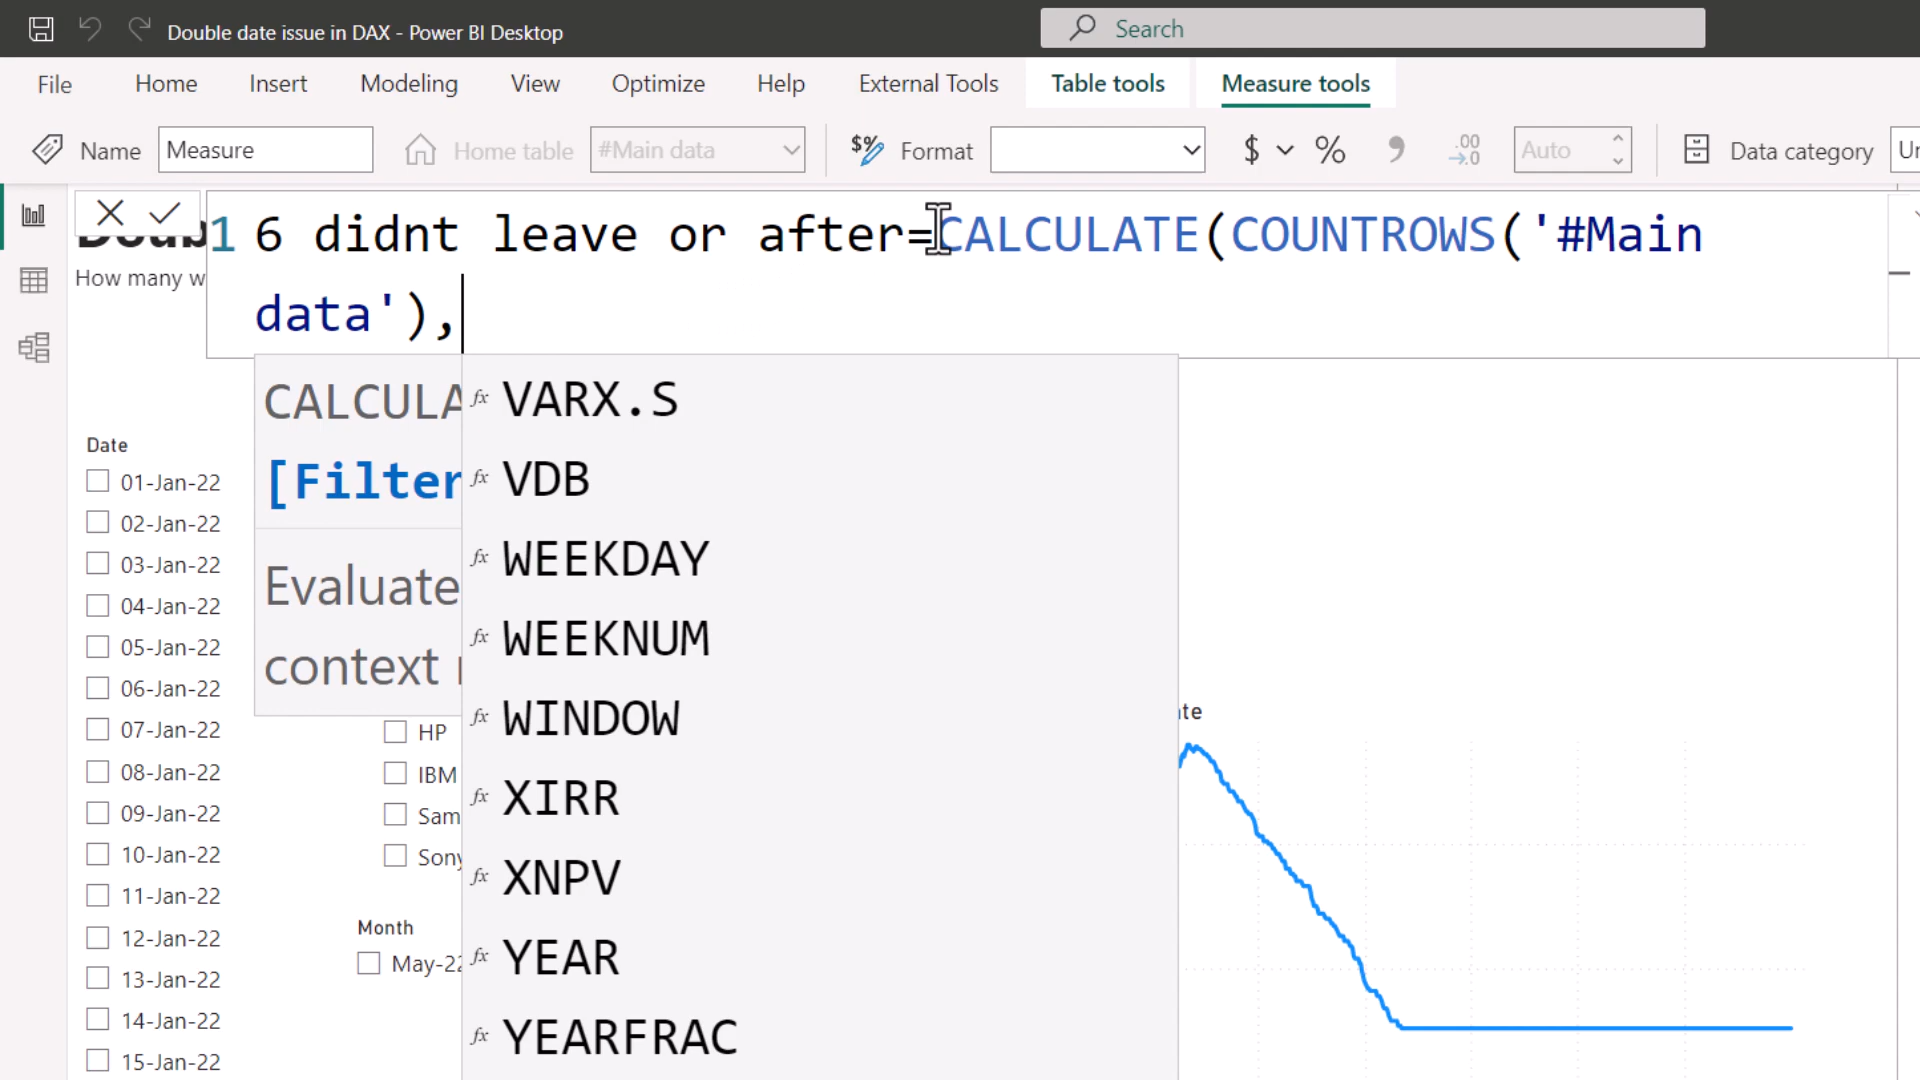 Double date issue in DAX - Power BI Desktop
Search
File Home Insert Modeling View Optimize Help External Tools Table tools Measure tools
Name Measure Home table #Main data $% Format $ % .00 Auto Data category
1 6 didnt leave or after=CALCULATE(COUNTROWS('#Main
data'),
How many w
CALCULA
[Filter
Evaluate
context
VARX.S
VDB
WEEKDAY
WEEKNUM
WINDOW
XIRR
XNPV
YEAR
YEARFRAC
Date
01-Jan-22
02-Jan-22
03-Jan-22
04-Jan-22
05-Jan-22
06-Jan-22
07-Jan-22
08-Jan-22
09-Jan-22
10-Jan-22
11-Jan-22
12-Jan-22
13-Jan-22
14-Jan-22
15-Jan-22
HP
IBM
Sam
Sony
Month
May-22
te